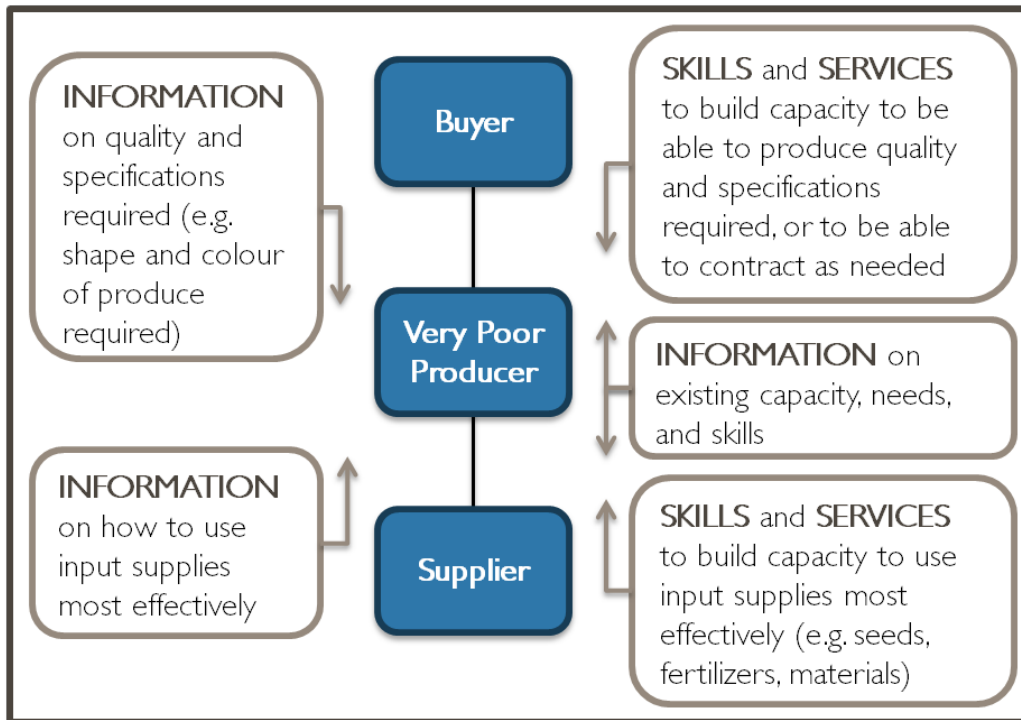 INFORMATION
on quality and
specifications
required (e.g.
shape and colour
of produce
required)
Buyer
SKILLS and SERVICES
to build capacity to be
able to produce quality
and specifications
required, or to be able
to contract as needed
Very Poor
Producer
INFORMATION on
existing capacity, needs,
and skills
INFORMATION
on how to use
input supplies
most effectively
Supplier
SKILLS and SERVICES
to build capacity to use
input supplies most
effectively (e.g. seeds,
fertilizers, materials)